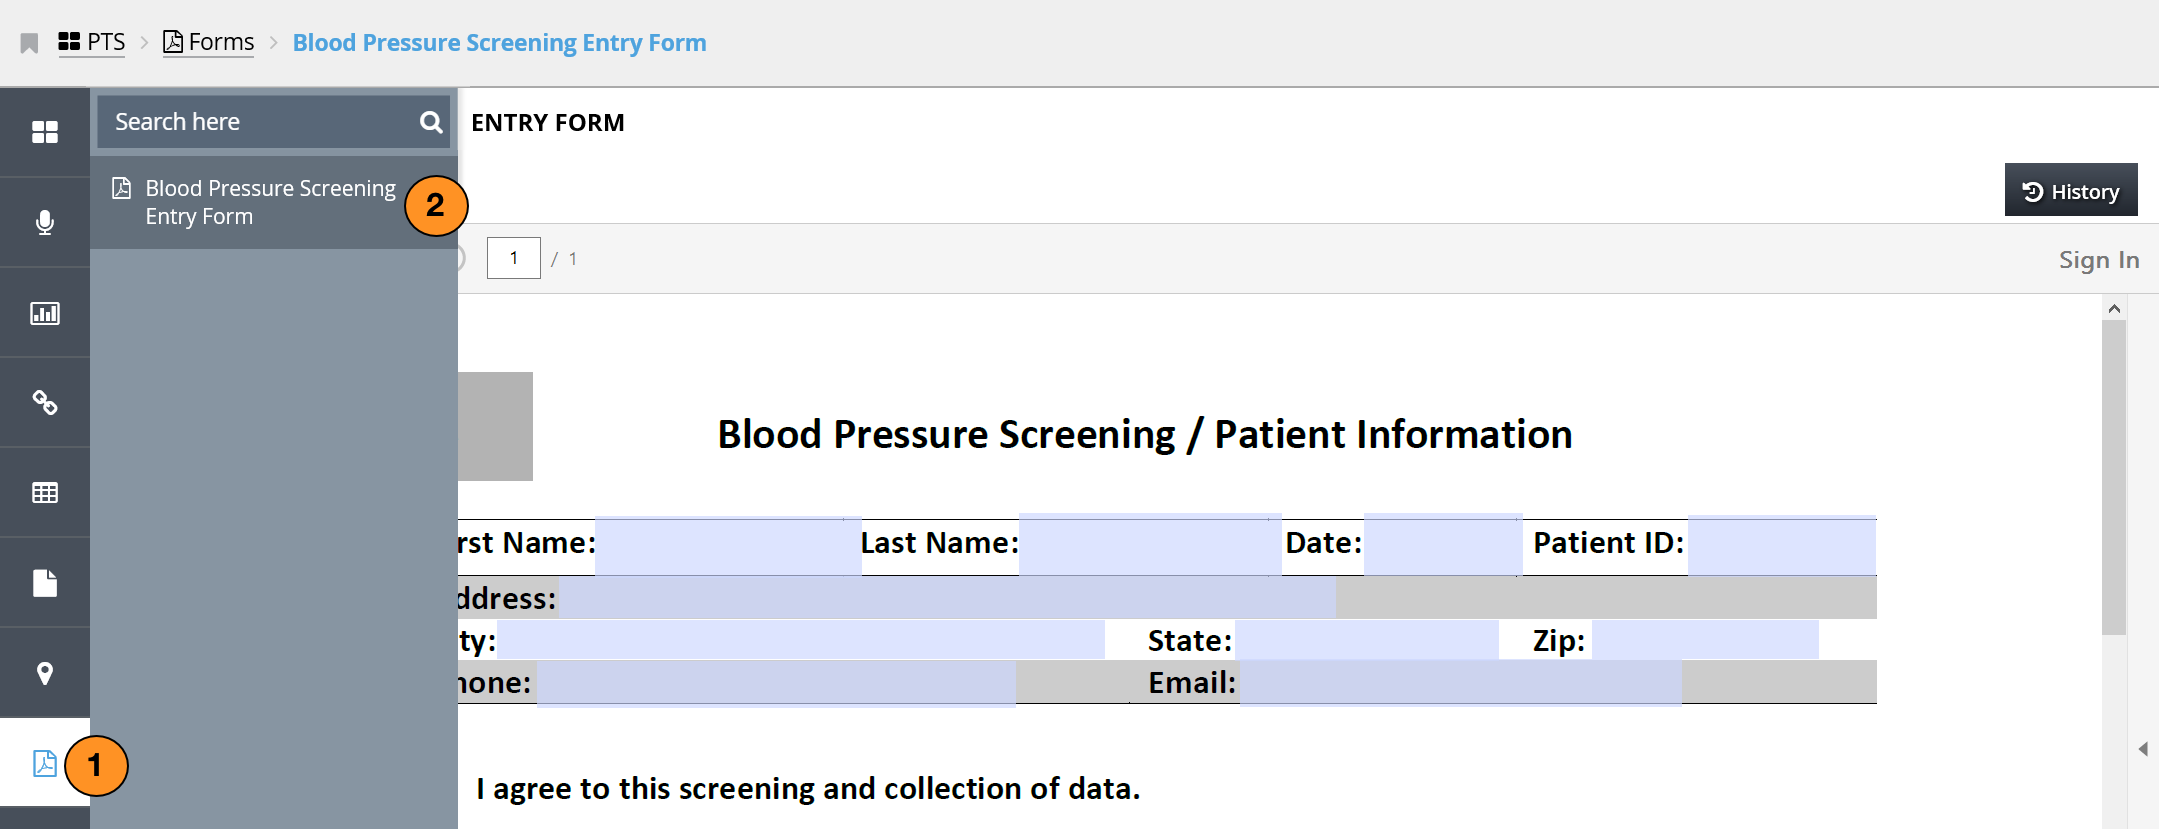 PTS > Forms > Blood Pressure Screening Entry Form
Search here
ENTRY FORM
Blood Pressure Screening
Entry Form
2
History
1 / 1
Sign In
Blood Pressure Screening / Patient Information
rst Name: Last Name: Date: Patient ID:
ddress:
ty: State: Zip:
hone: Email:
1
I agree to this screening and collection of data.